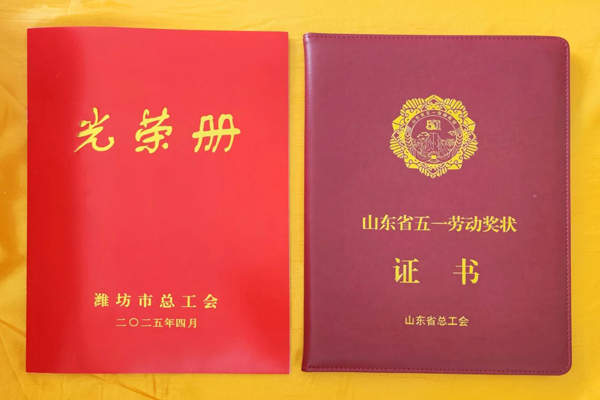 光荣册
潍坊市总工会
二〇二五年四月
山东省五一劳动奖状
证书
山东省总工会